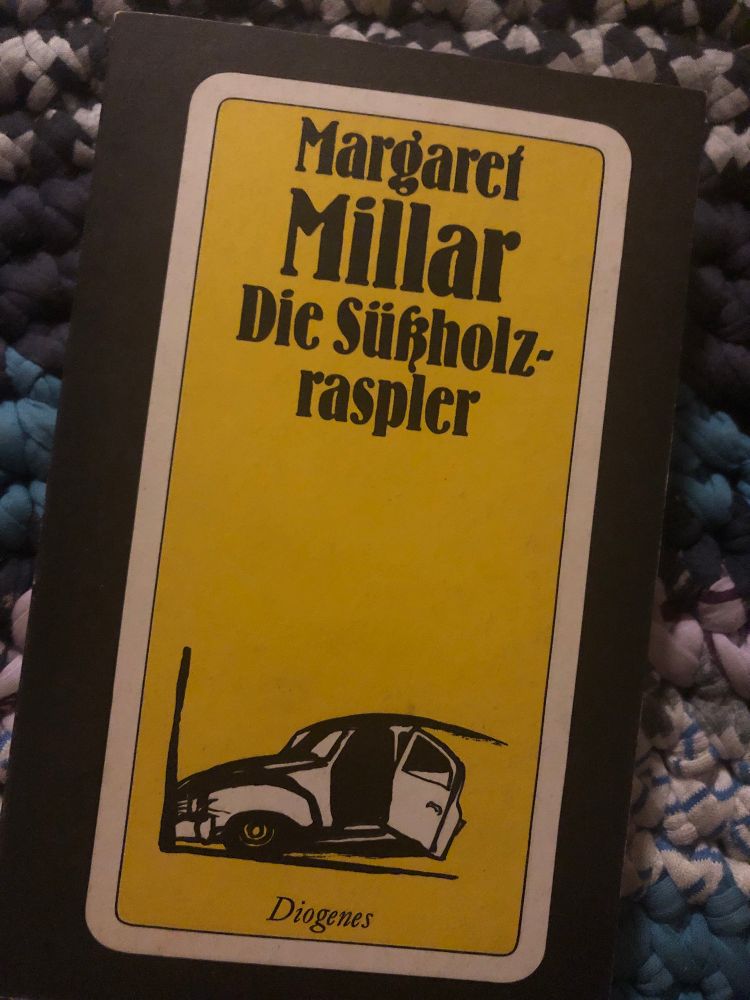 Margaret
Millar
Die Süßholz-
raspler
Diogenes